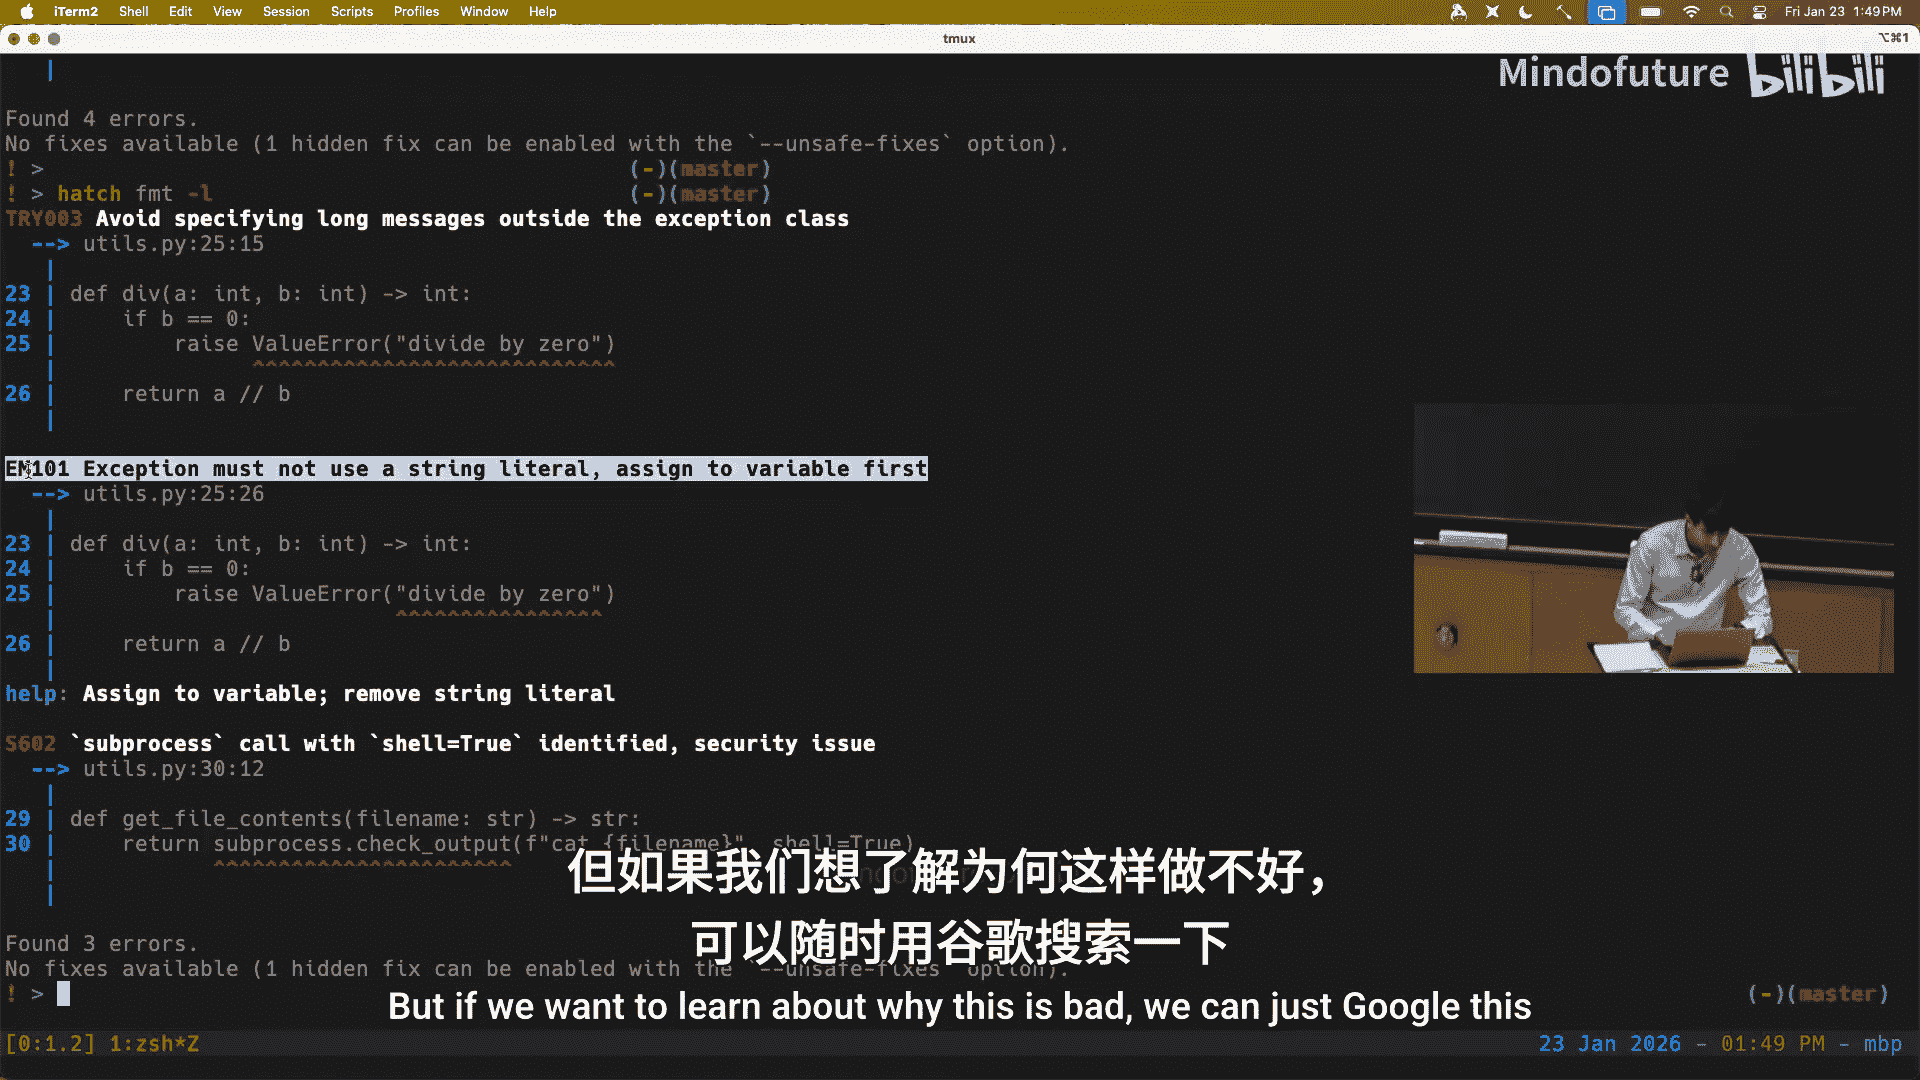 iTerm2 Shell Edit View Session Scripts Profiles Window Help Fri Jan 23 1:49 PM
tmux ⌥⌘1
Mindofuture bilibili
Found 4 errors.
No fixes available (1 hidden fix can be enabled with the `--unsafe-fixes` option).
! > (-)(master)
! > hatch fmt -l (-)(master)
TRY003 Avoid specifying long messages outside the exception class
--> utils.py:25:15
|
23 | def div(a: int, b: int) -> int:
24 |     if b == 0:
25 |         raise ValueError("divide by zero")
| ^^^^^^^^^^^^^^^^^^^^^^^^^^^^
26 |     return a // b
|
EM101 Exception must not use a string literal, assign to variable first
--> utils.py:25:26
|
23 | def div(a: int, b: int) -> int:
24 |     if b == 0:
25 |         raise ValueError("divide by zero")
| ^^^^^^^^^^^^^^^^
26 |     return a // b
|
help: Assign to variable; remove string literal
S602 `subprocess` call with `shell=True` identified, security issue
--> utils.py:30:12
|
29 | def get_file_contents(filename: str) -> str:
30 |     return subprocess.check_output(f"cat {filename}", shell=True)
| ^^^^^^^^^^^^^^^^^^^^^^^
|
但如果我们想了解为何这样做不好，
可以随时用谷歌搜索一下
Found 3 errors.
No fixes available (1 hidden fix can be enabled with the `--unsafe-fixes` option).
! > (-)(master)
But if we want to learn about why this is bad, we can just Google this
[0:1.2] 1:zsh*Z 23 Jan 2026 - 01:49 PM - mbp